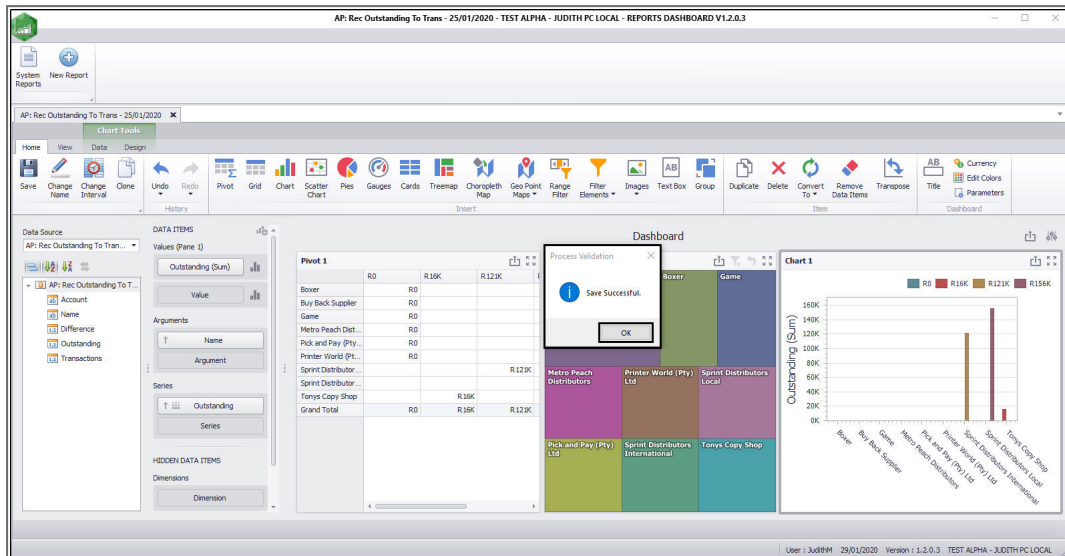 AP: Rec Outstanding To Trans - 25/01/2020 - TEST ALPHA - JUDITH PC LOCAL - REPORTS DASHBOARD V1.2.0.3
System Reports
New Report
AP: Rec Outstanding To Trans - 25/01/2020
Chart Tools
Home View Data Design
Save
Change Name
Change Interval
Clone
Undo
Redo
Pivot
Grid
Chart
Scatter Chart
Pies
Gauges
Cards
Treemap
Choropleth Map
Geo Point Maps
Range Filter
Filter Elements
Images
AB
Text Box
Group
Duplicate
Delete
Convert To
Remove Data Items
Transpose
AB
Title
Currency
Edit Colors
Parameters
History
Insert
Item
Dashboard
Data Source
AP: Rec Outstanding To Tran...
AP: Rec Outstanding To T...
ab Account
ab Name
1.2 Difference
1.2 Outstanding
1.2 Transactions
DATA ITEMS
Values (Pane 1)
Outstanding (Sum)
Value
Arguments
Name
Argument
Series
Outstanding
Series
HIDDEN DATA ITEMS
Dimensions
Dimension
Dashboard
Pivot 1
R0 R16K R121K
Boxer R0
Buy Back Supplier R0
Game R0
Metro Peach Dist... R0
Pick and Pay (Pty... R0
Printer World (Pt... R0
Sprint Distributor... R121K
Sprint Distributor...
Tonys Copy Shop R16K
Grand Total R0 R16K R121K
Process Validation
Save Successful.
OK
Boxer
Game
Metro Peach Distributors
Printer World (Pty) Ltd
Sprint Distributors Local
Pick and Pay (Pty) Ltd
Sprint Distributors International
Tonys Copy Shop
Chart 1
R0 R16K R121K R156K
Outstanding (Sum)
160K
140K
120K
100K
80K
60K
40K
20K
0K
Boxer
Buy Back Supplier
Game
Metro Peach Distributors
Pick and Pay (Pty) Ltd
Printer World (Pty) Ltd
Sprint Distributors International
Sprint Distributors Local
Tonys Copy Shop
User : JudithM 29/01/2020 Version : 1.2.0.3 TEST ALPHA - JUDITH PC LOCAL